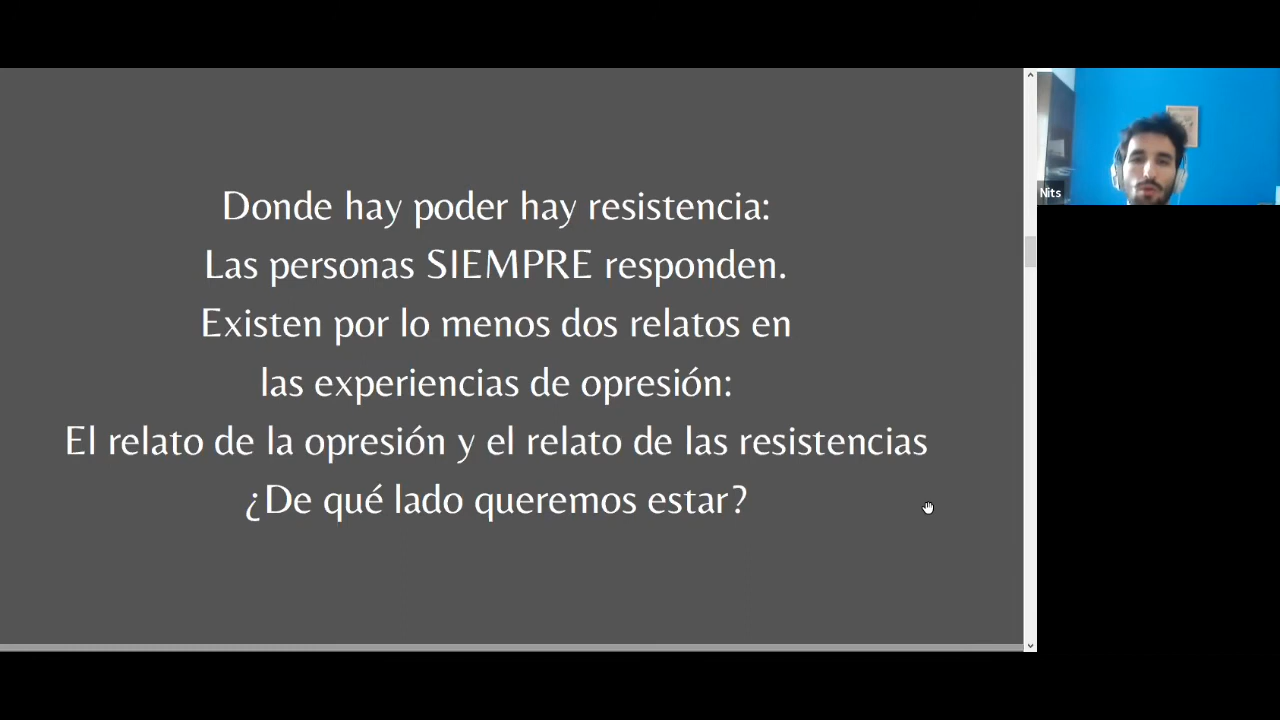 Donde hay poder hay resistencia:
Las personas SIEMPRE responden.
Existen por lo menos dos relatos en
las experiencias de opresión:
El relato de la opresión y el relato de las resistencias
¿De qué lado queremos estar?
Nits